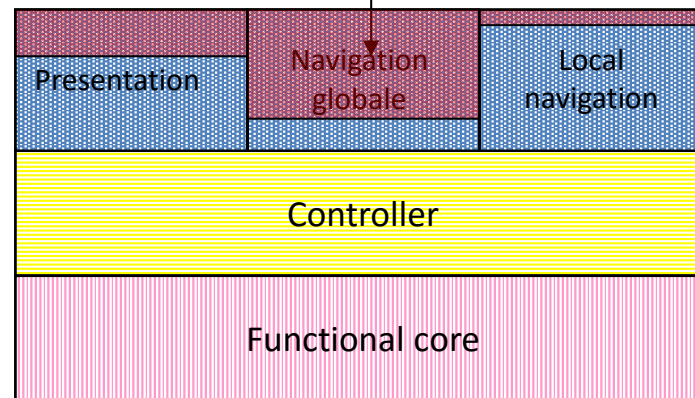 Presentation
Navigation
globale
Local
navigation
Controller
Functional core